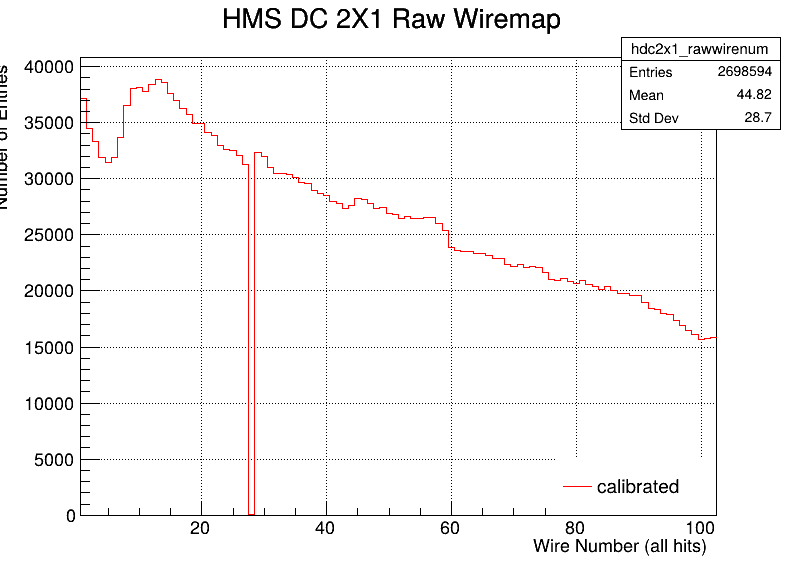 HMS DC 2X1 Raw Wiremap
hdc2x1_rawwirenum
Entries 2698594
Mean 44.82
Std Dev 28.7
Number of Entries
40000
35000
30000
25000
20000
15000
10000
5000
0
calibrated
20 40 60 80 100
Wire Number (all hits)